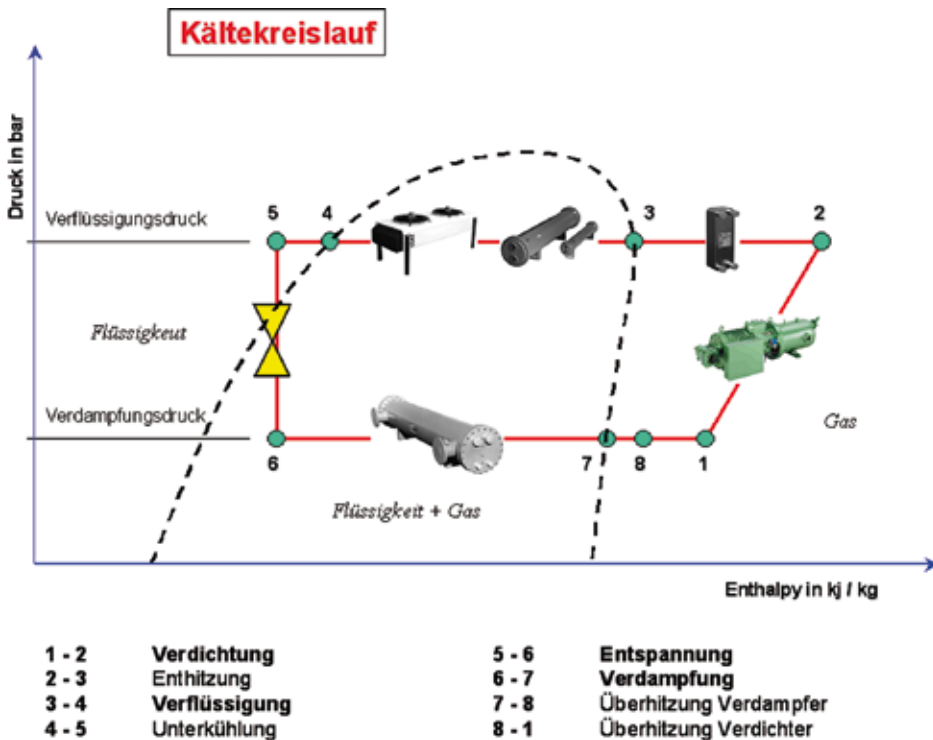 Kältekreislauf
Druck in bar
Verflüssigungsdruck
5
4
3
2
Flüssigkeut
Verdampfungsdruck
Gas
6
7
8
1
Flüssigkeit + Gas
Enthalpy in kj / kg
1 - 2 Verdichtung
2 - 3 Enthitzung
3 - 4 Verflüssigung
4 - 5 Unterkühlung
5 - 6 Entspannung
6 - 7 Verdampfung
7 - 8 Überhitzung Verdampfer
8 - 1 Überhitzung Verdichter